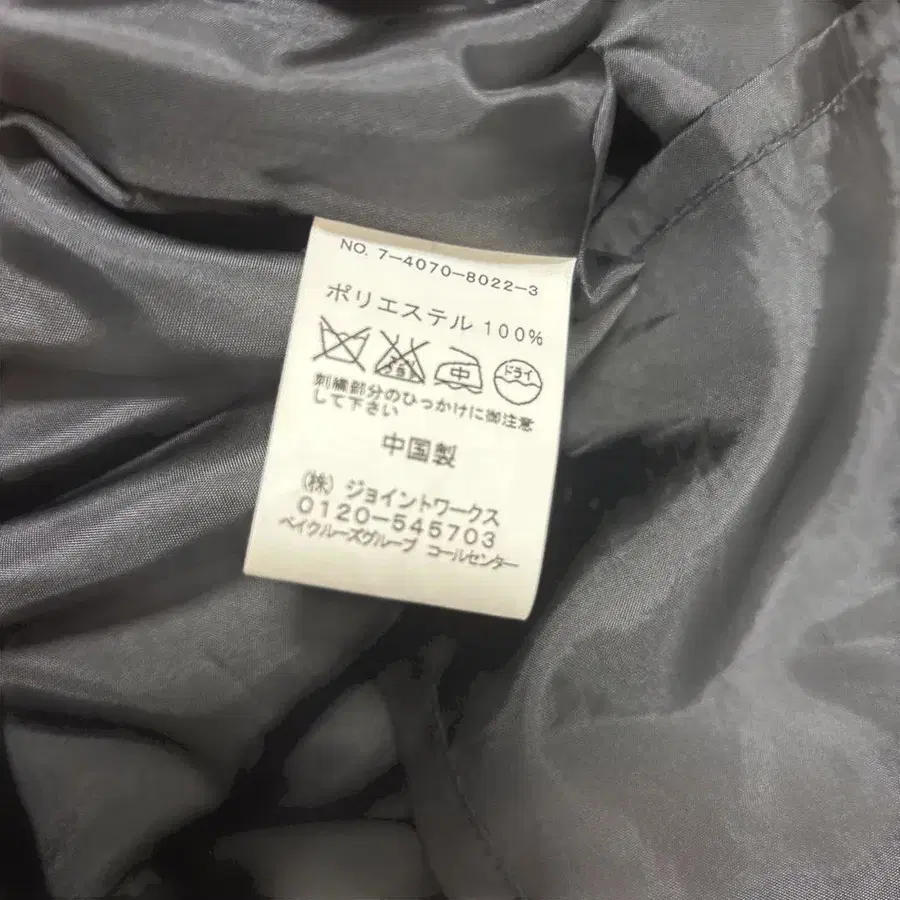 NO. 7-4070-8022-3
ポリエステル 100%
中 ドライ
刺繍部分のひっかけに御注意
して下さい
中国製
(株) ジョイントワークス
0120-545703
ベイクルーズグループ コールセンター